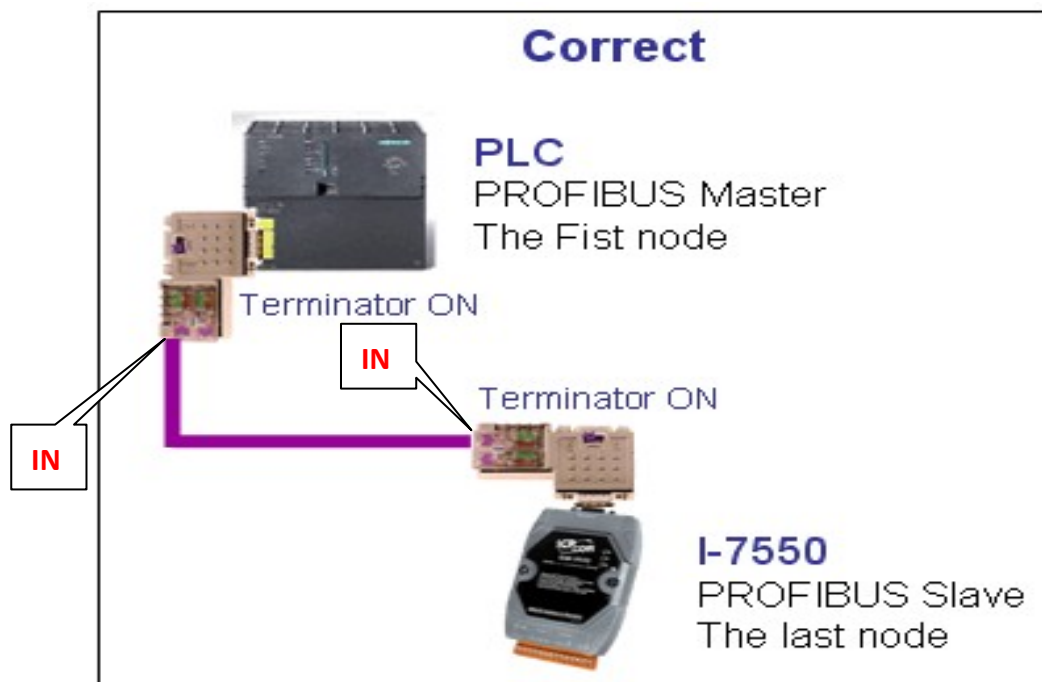 Correct
PLC
PROFIBUS Master
The Fist node
Terminator ON
IN
Terminator ON
IN
I-7550
PROFIBUS Slave
The last node